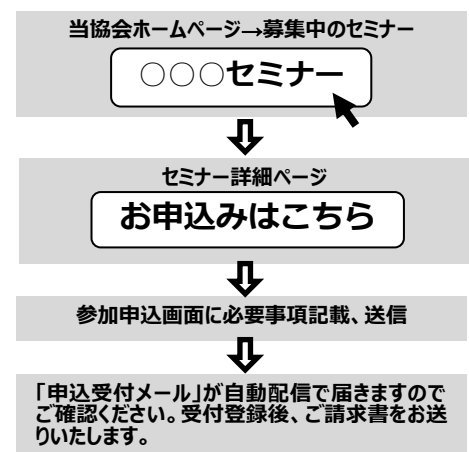 当協会ホームページ→募集中のセミナー
○○○セミナー
セミナー詳細ページ
お申込みはこちら
参加申込画面に必要事項記載、送信
「申込受付メール」が自動配信で届きますので
ご確認ください。受付登録後、ご請求書をお送
りいたします。